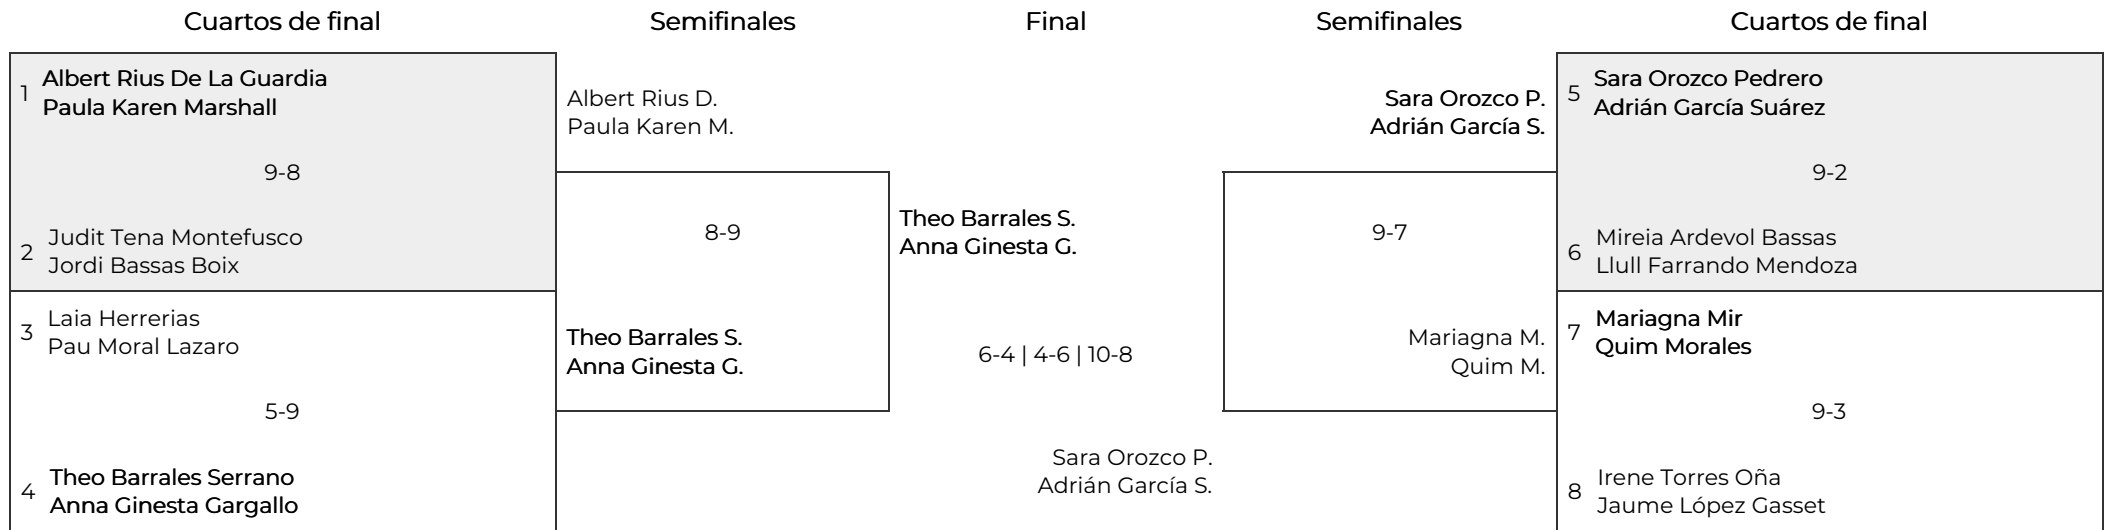 Cuartos de final
Semifinales
Final
Semifinales
Cuartos de final
1
Albert Rius De La Guardia
Paula Karen Marshall
9-8
2
Judit Tena Montefusco
Jordi Bassas Boix
3
Laia Herrerias
Pau Moral Lazaro
5-9
4
Theo Barrales Serrano
Anna Ginesta Gargallo
Albert Rius D.
Paula Karen M.
8-9
Theo Barrales S.
Anna Ginesta G.
Theo Barrales S.
Anna Ginesta G.
6-4 | 4-6 | 10-8
Sara Orozco P.
Adrián García S.
Sara Orozco P.
Adrián García S.
9-7
Mariagna M.
Quim M.
5
Sara Orozco Pedrero
Adrián García Suárez
9-2
6
Mireia Ardevol Bassas
Llull Farrando Mendoza
7
Mariagna Mir
Quim Morales
9-3
8
Irene Torres Oña
Jaume López Gasset